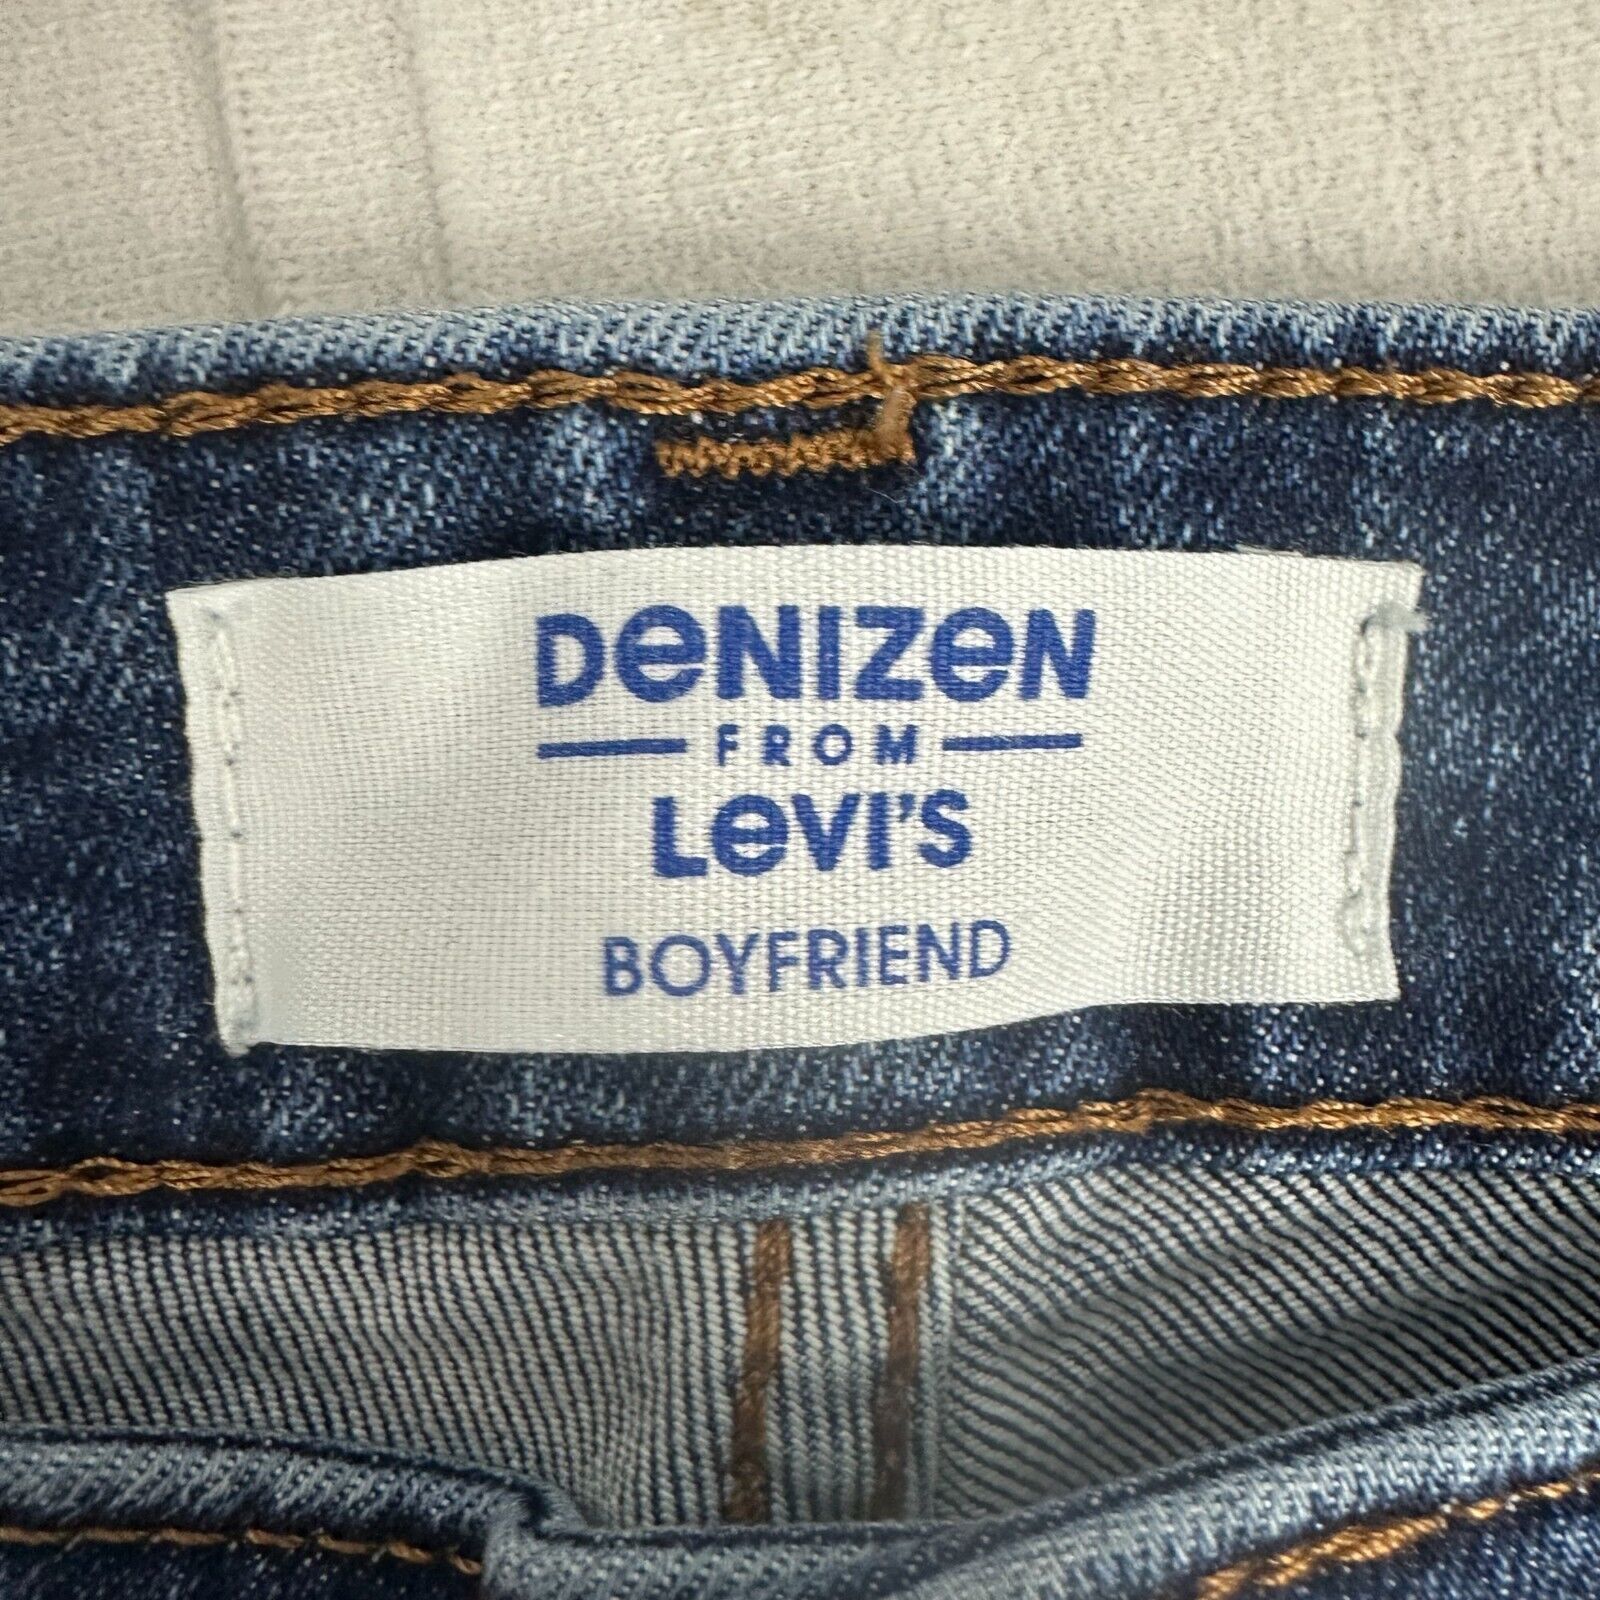 DeNIZeN
FROM
LeVI'S
BOYFRIEND